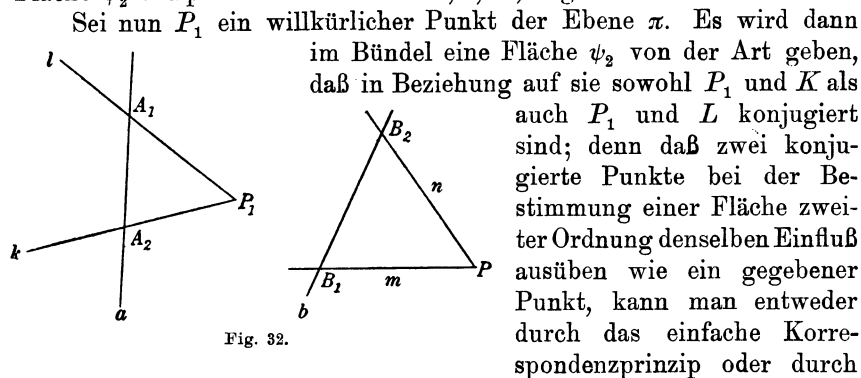 Sei nun P₁ ein willkürlicher Punkt der Ebene π. Es wird dann
im Bündel eine Fläche ψ₂ von der Art geben,
daß in Beziehung auf sie sowohl P₁ und K als
auch P₁ und L konjugiert
sind; denn daß zwei konju-
gierte Punkte bei der Be-
stimmung einer Fläche zwei-
ter Ordnung denselben Einfluß
ausüben wie ein gegebener
Punkt, kann man entweder
durch das einfache Korre-
spondenzprinzip oder durch
l
A₁
P₁
k
A₂
a
B₂
n
P
B₁
m
b
Fig. 32.